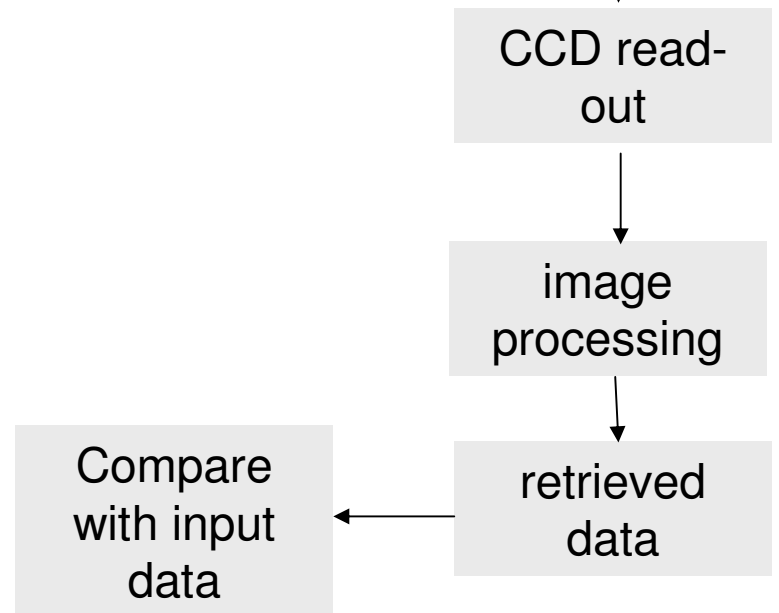 CCD read-
out
image
processing
retrieved
data
Compare
with input
data